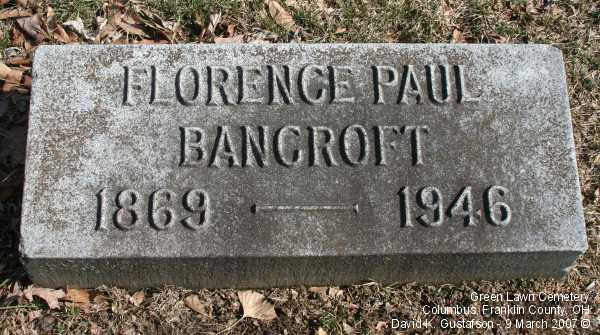 FLORENCE PAUL
BANCROFT
1869 — 1946
Green Lawn Cemetery
Columbus, Franklin County, OH
David K. Gustafson - 9 March 2007 ©